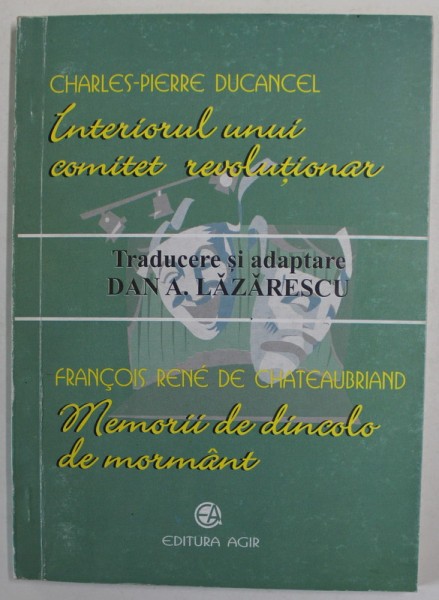 CHARLES-PIERRE DUCANCEL
Interiorul unui
comitet revoluționar
Traducere și adaptare
DAN A. LĂZĂRESCU
FRANÇOIS RENÉ DE CHATEAUBRIAND
Memorii de dincolo
de mormânt
EA
EDITURA AGIR